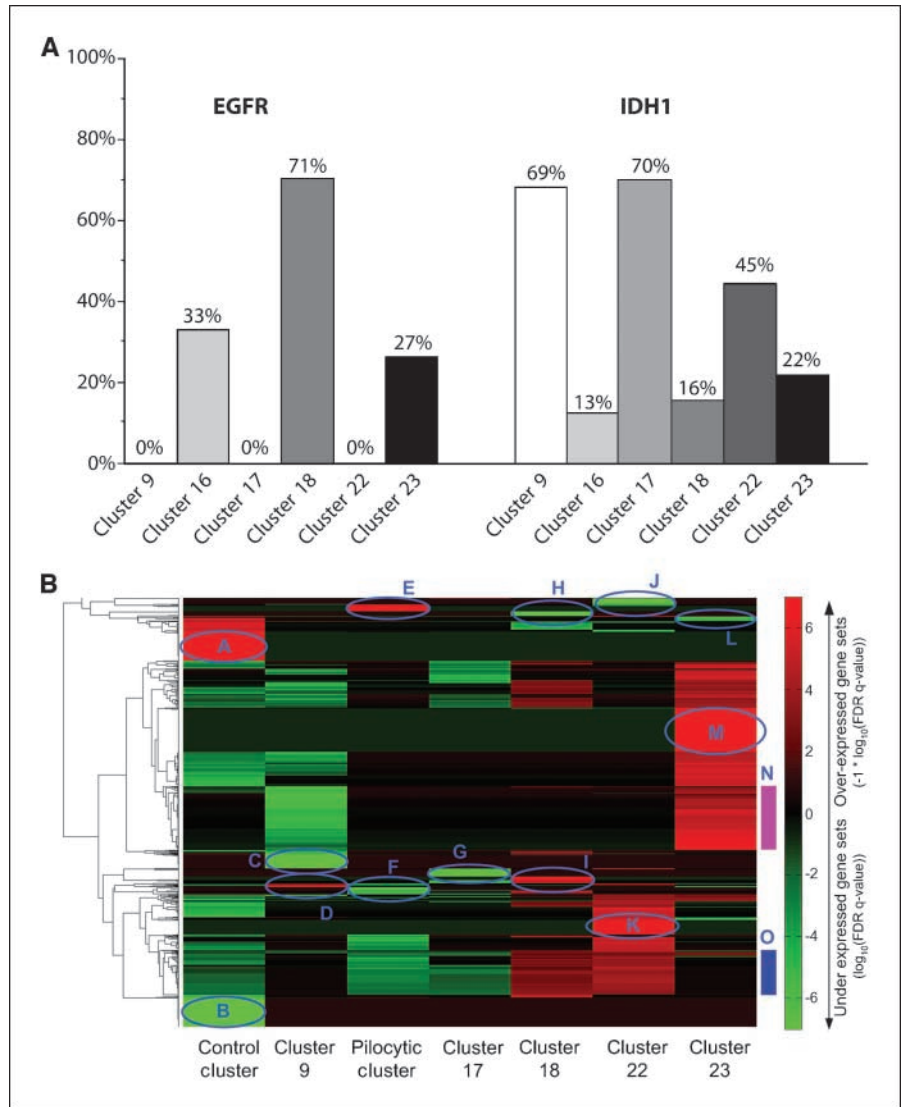 A
100%
80%
60%
40%
20%
0%
EGFR
IDH1
0%
33%
0%
71%
0%
27%
69%
13%
70%
16%
45%
22%
Cluster 9
Cluster 16
Cluster 17
Cluster 18
Cluster 22
Cluster 23
Cluster 9
Cluster 16
Cluster 17
Cluster 18
Cluster 22
Cluster 23
B
E
H
J
L
A
M
N
C
G
F
I
D
K
O
B
6
4
2
0
-2
-4
-6
Over-expressed gene sets
(-1 * log10(FDR q-value))
Under expressed gene sets
(log10(FDR q-value))
Control
cluster
Cluster
9
Pilocytic
cluster
Cluster
17
Cluster
18
Cluster
22
Cluster
23